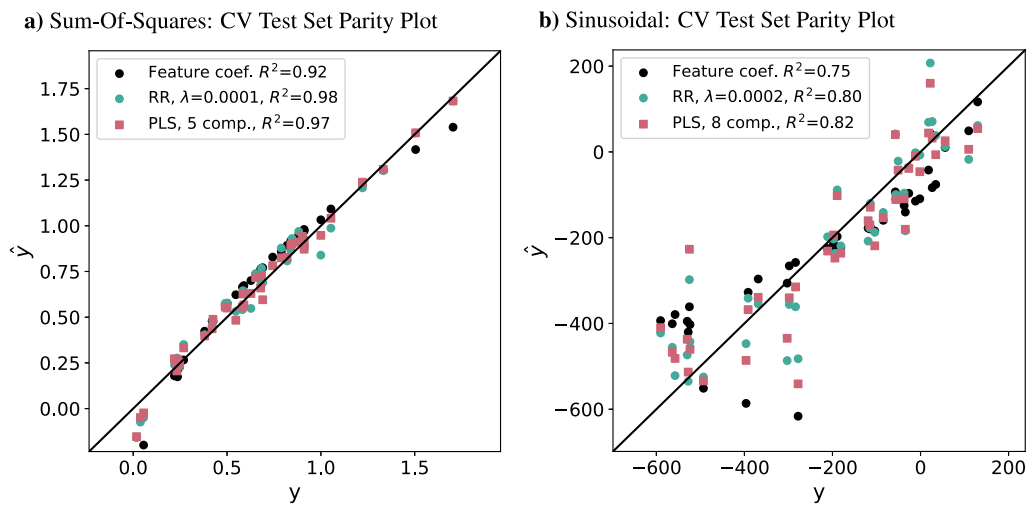 a) Sum-Of-Squares: CV Test Set Parity Plot
Feature coef. R²=0.92
RR, λ=0.0001, R²=0.98
PLS, 5 comp., R²=0.97
1.75
1.50
1.25
1.00
0.75
0.50
0.25
0.00
ŷ
0.0 0.5 1.0 1.5
y
b) Sinusoidal: CV Test Set Parity Plot
Feature coef. R²=0.75
RR, λ=0.0002, R²=0.80
PLS, 8 comp., R²=0.82
200
0
−200
−400
−600
ŷ
−600 −400 −200 0 200
y